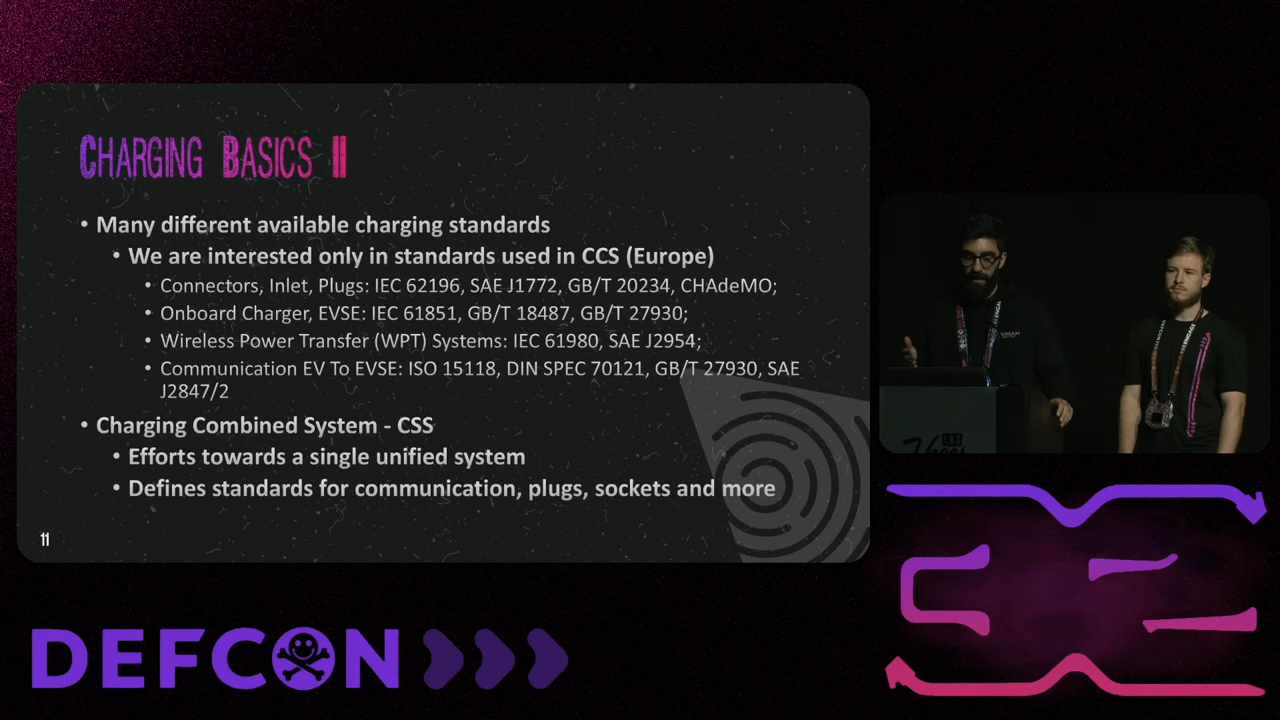 Charging Basics II
• Many different available charging standards
• We are interested only in standards used in CCS (Europe)
• Connectors, Inlet, Plugs: IEC 62196, SAE J1772, GB/T 20234, CHAdeMO;
• Onboard Charger, EVSE: IEC 61851, GB/T 18487, GB/T 27930;
• Wireless Power Transfer (WPT) Systems: IEC 61980, SAE J2954;
• Communication EV To EVSE: ISO 15118, DIN SPEC 70121, GB/T 27930, SAE
J2847/2
• Charging Combined System - CSS
• Efforts towards a single unified system
• Defines standards for communication, plugs, sockets and more
11
DEFCON